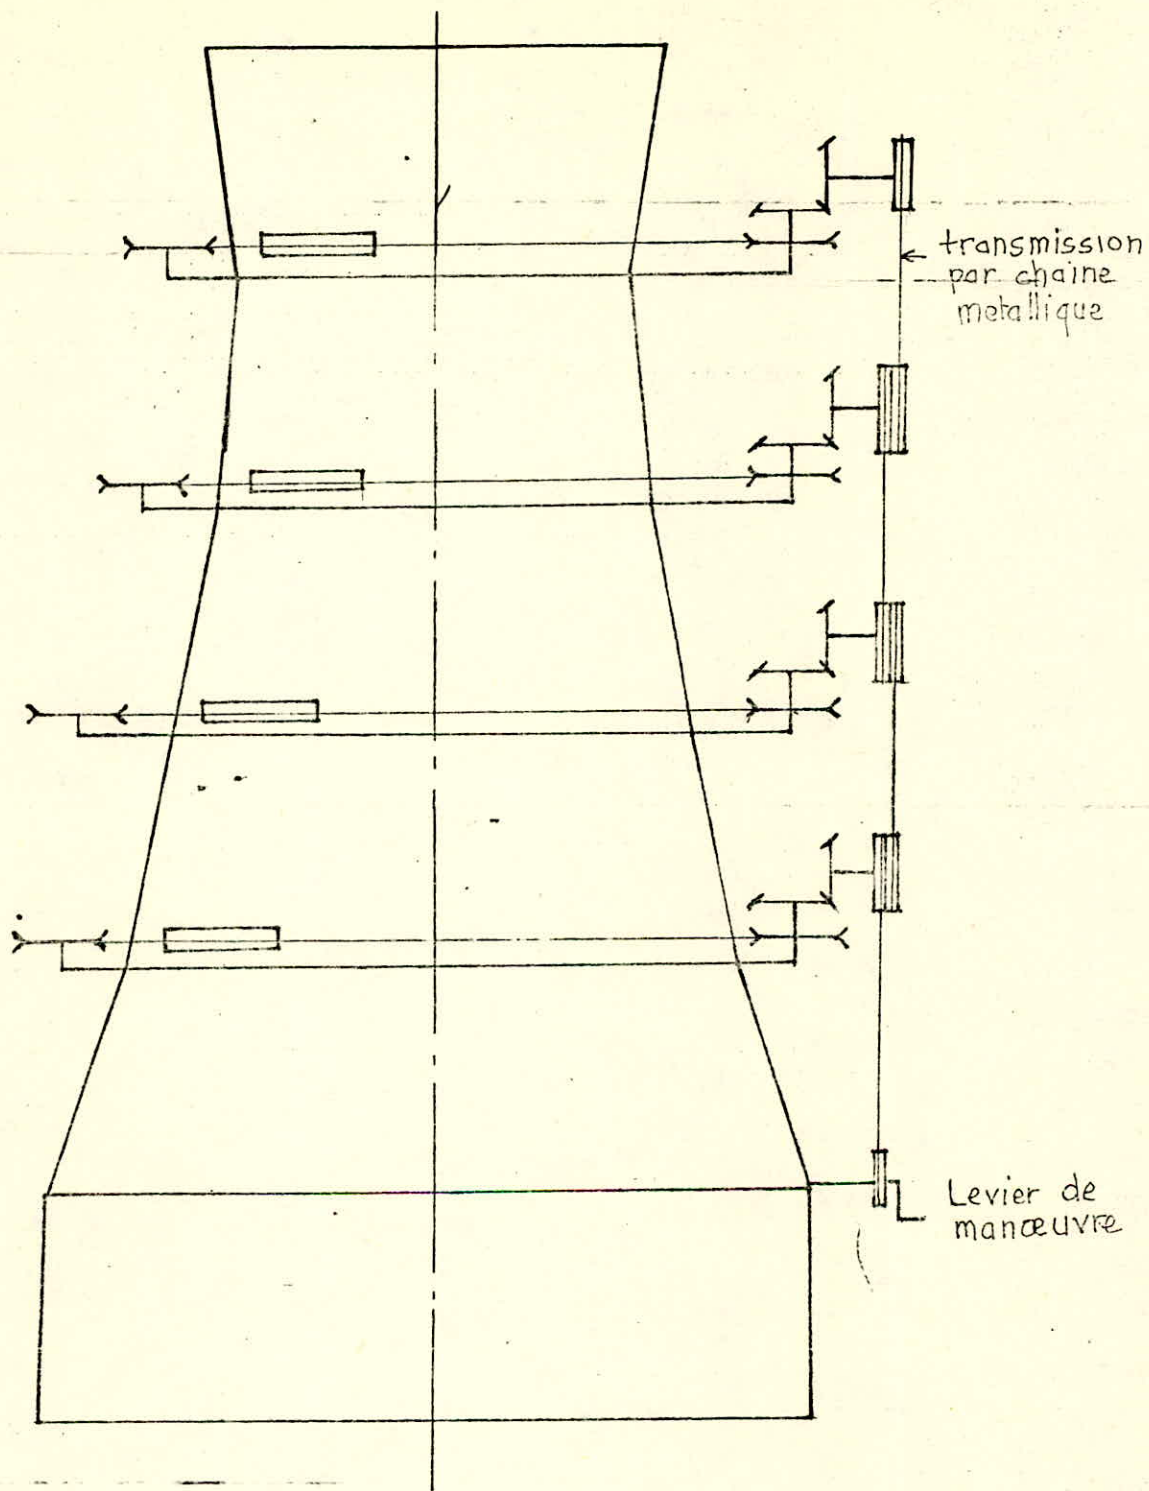 transmission
par chaine
metallique
Levier de
manœuvre